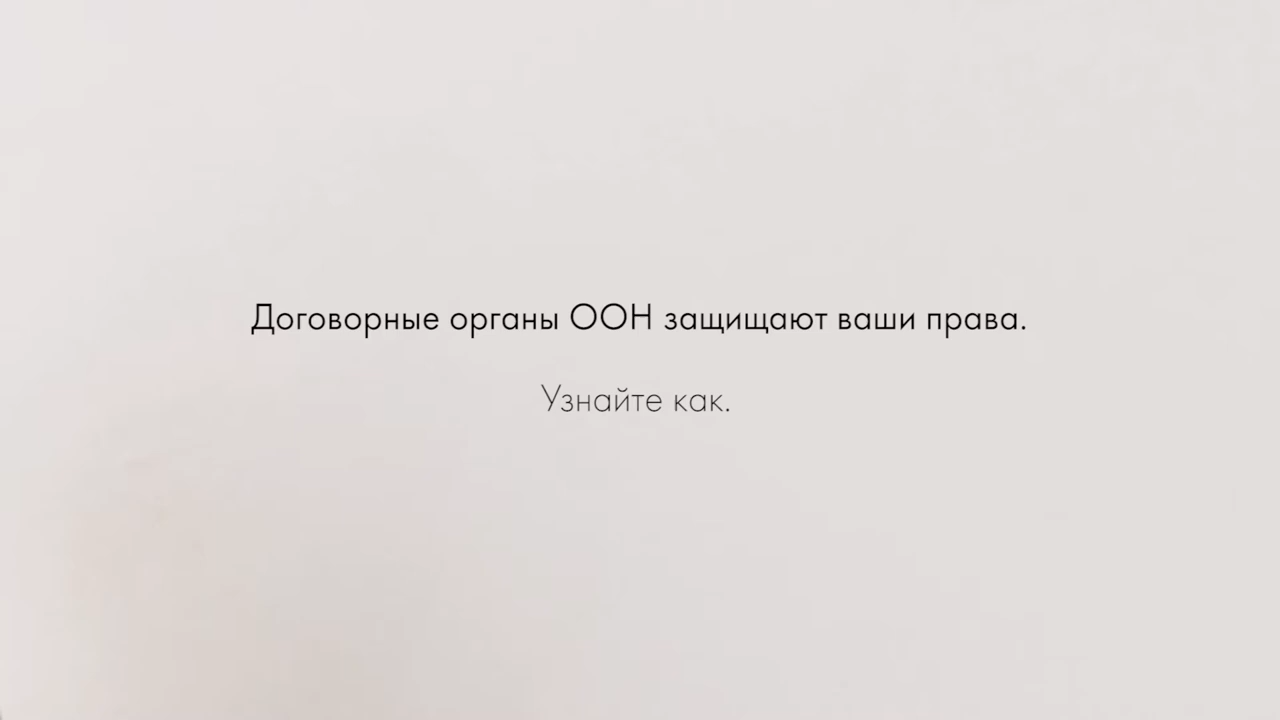 Договорные органы ООН защищают ваши права.
Узнайте как.